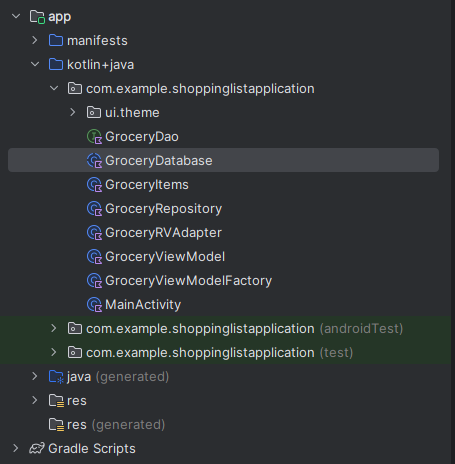 app
manifests
kotlin+java
com.example.shoppinglistapplication
ui.theme
GroceryDao
GroceryDatabase
GroceryItems
GroceryRepository
GroceryRVAdapter
GroceryViewModel
GroceryViewModelFactory
MainActivity
com.example.shoppinglistapplication (androidTest)
com.example.shoppinglistapplication (test)
java (generated)
res
res (generated)
Gradle Scripts